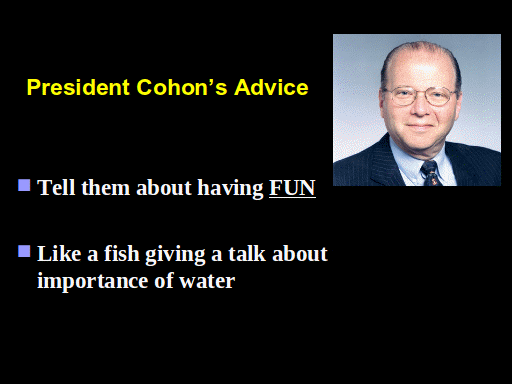 President Cohon’s Advice
Tell them about having FUN
Like a fish giving a talk about
importance of water